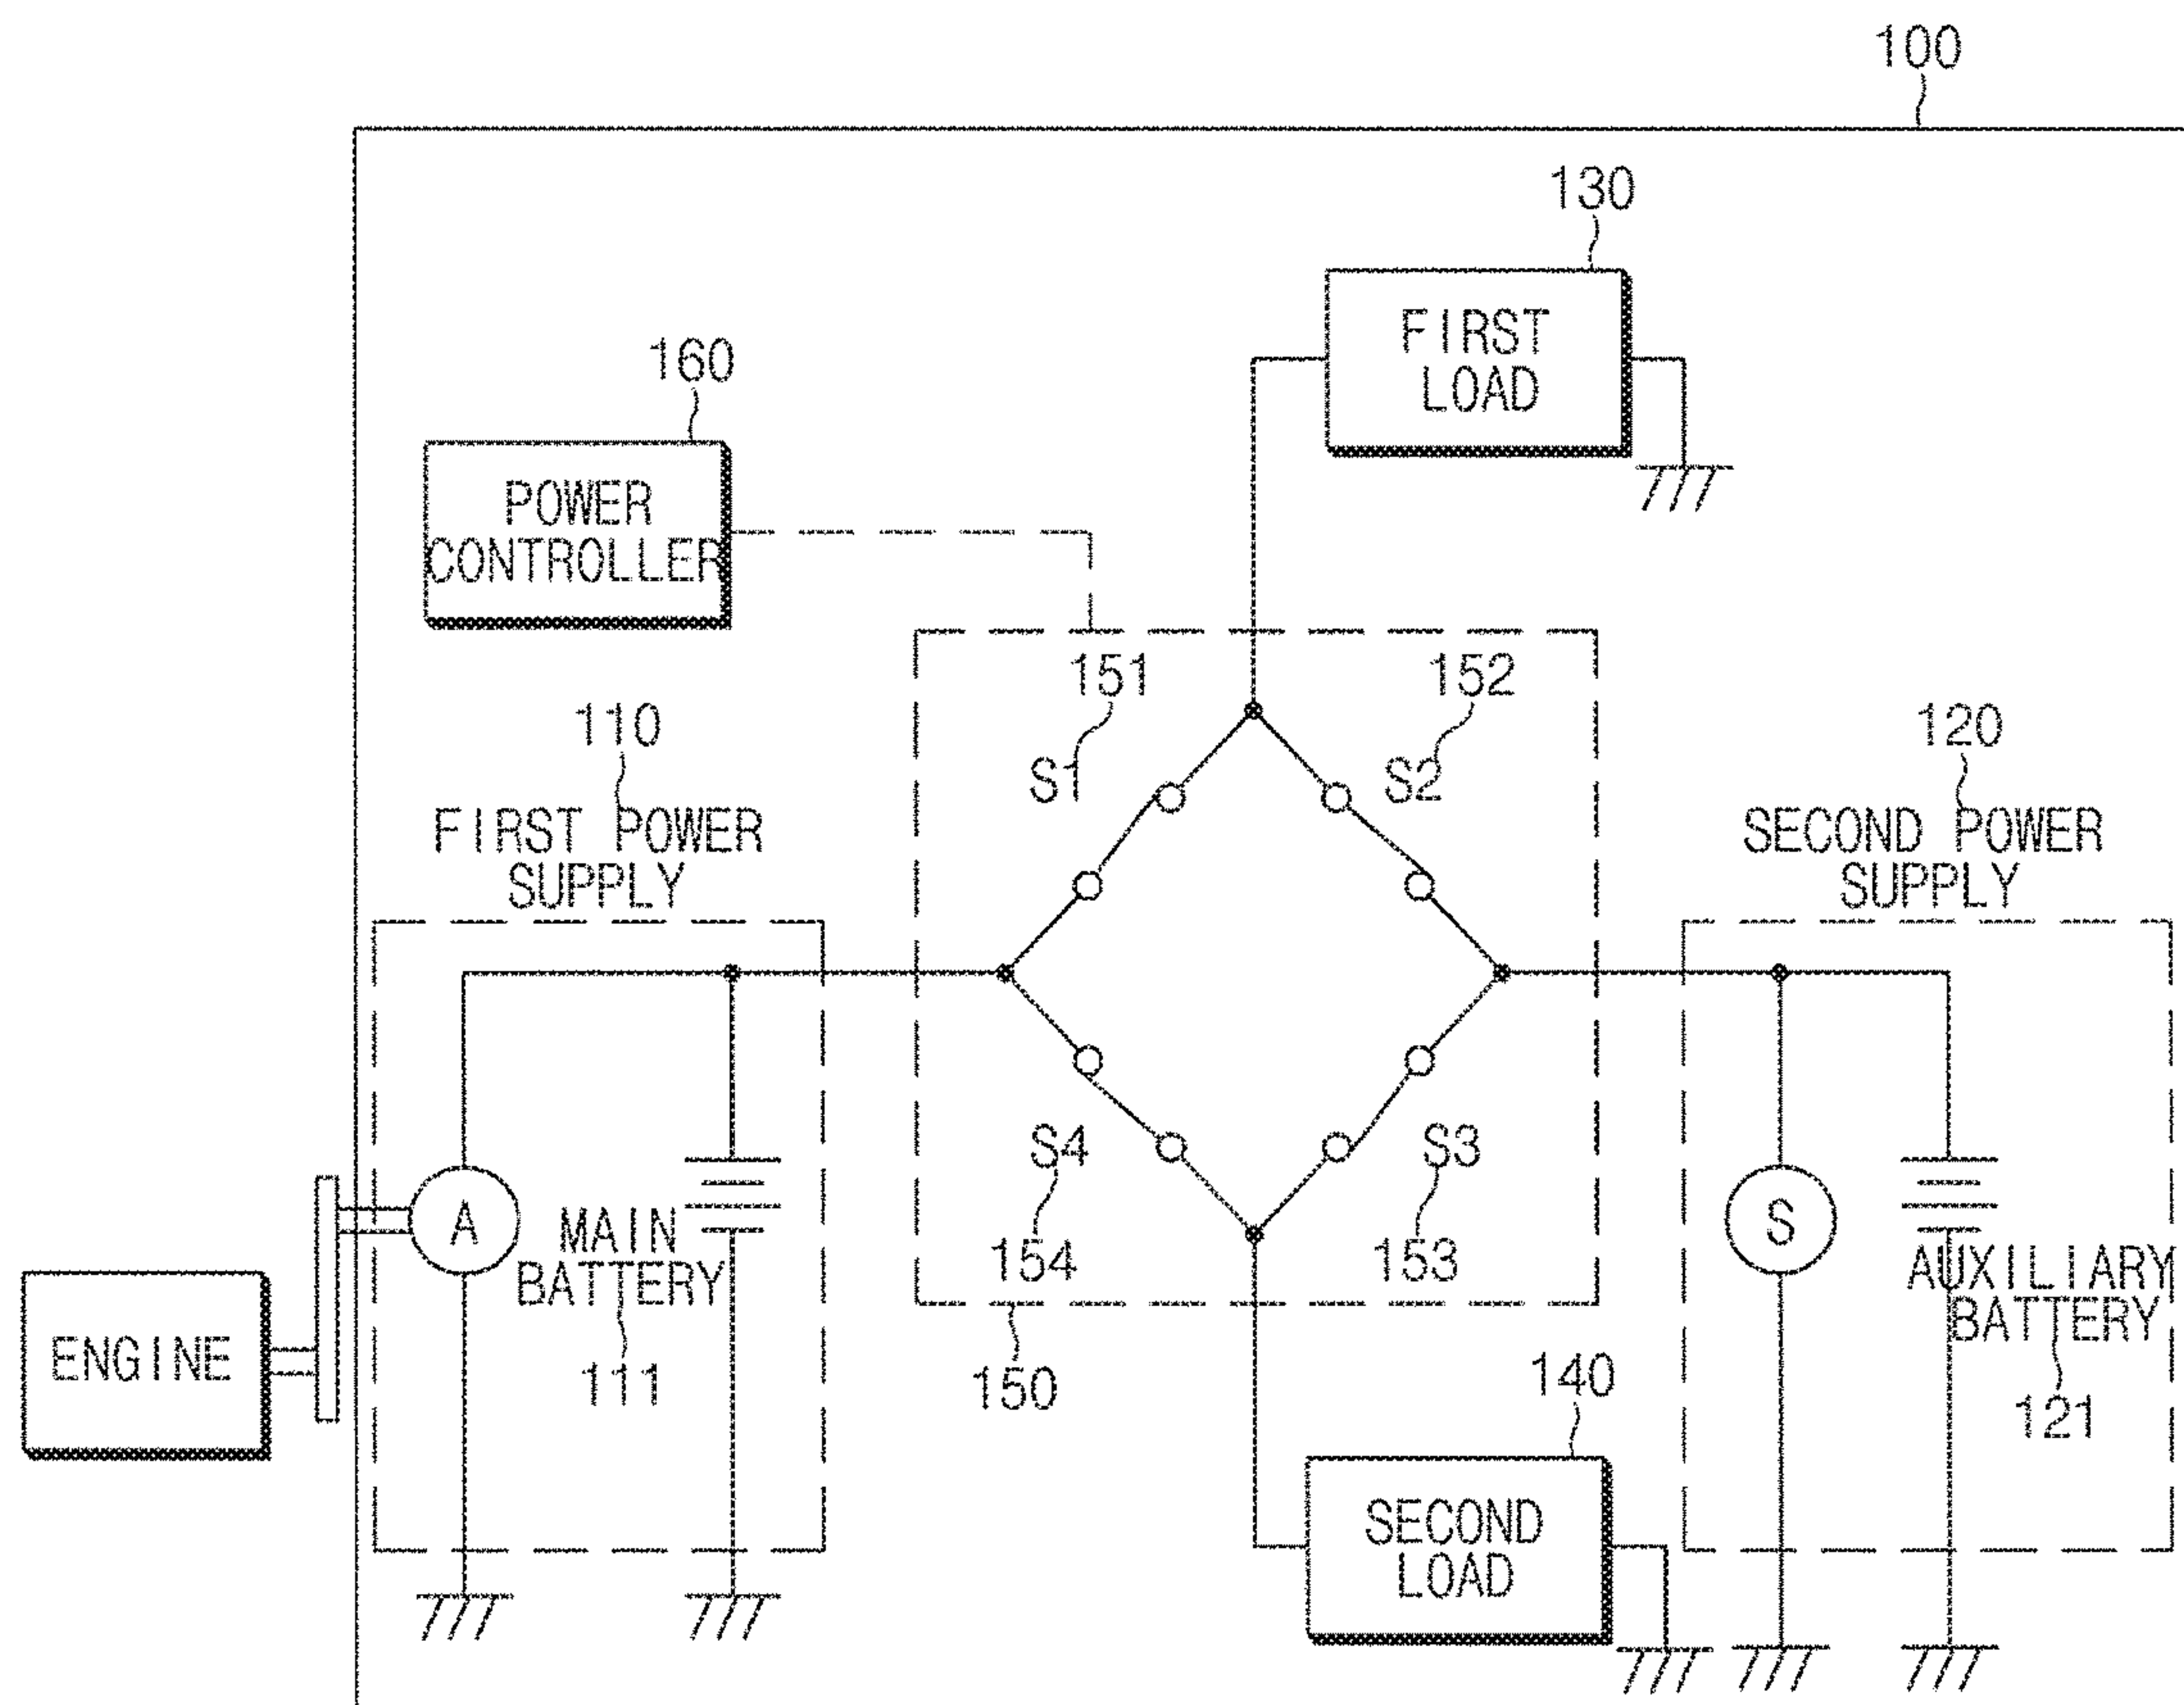 100
130
FIRST
LOAD
160
POWER
CONTROLLER
151
152
S1
S2
110
FIRST POWER
SUPPLY
120
SECOND POWER
SUPPLY
A
MAIN
BATTERY
111
S4
S3
154
153
150
S
AUXILIARY
BATTERY
121
ENGINE
140
SECOND
LOAD